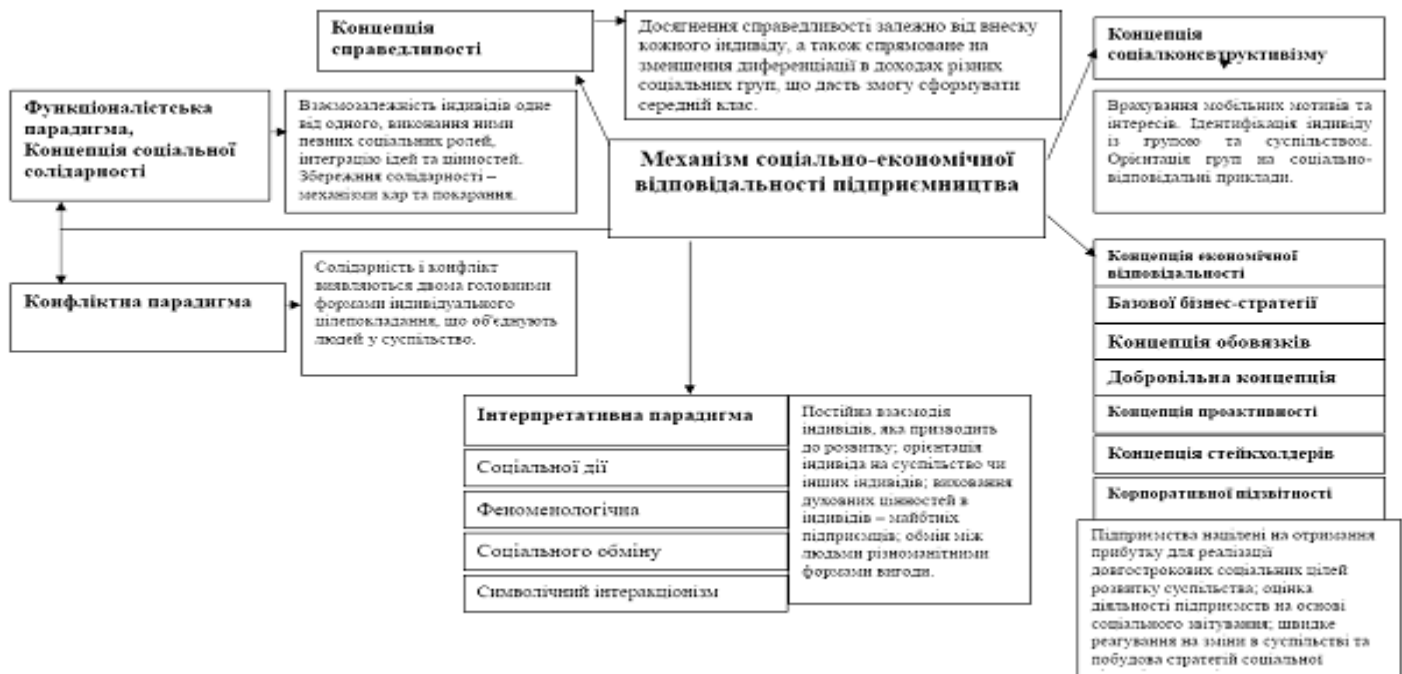 Концепція
справедливості
Досягнення справедливості залежно від внеску
кожного індивіду, а також спрямоване на
зменшення диференціації в доходах різних
соціальних груп, що дасть змогу сформувати
середній клас.
Концепція
соціалконсвтруктивізму
Функціоналістська
парадигма,
Концепція соціальної
солідарності
Взаємозалежність індивідів одне
від одного, виконання ними
певних соціальних ролей,
інтеграцію ідей та цінностей.
Збереження солідарності –
механізми кар та покарання.
Механізм соціально-економічної
відповідальності підприємництва
Врахування мобільних мотивів та
інтересів. Ідентифікація індивіду
із групою та суспільством.
Орієнтація груп на соціально-
відповідальні приклади.
Конфліктна парадигма
Солідарність і конфлікт
виявляються двома головними
формами індивідуального
цілепокладання, що об'єднують
людей у суспільство.
Концепція економічної
відповідальності
Базової бізнес-стратегії
Концепція обовязків
Добровільна концепція
Концепція проактивності
Концепція стейкхолдерів
Корпоративної підзвітності
Підприємства націлені на отримання
прибутку для реалізації
довгострокових соціальних цілей
розвитку суспільства; оцінка
діяльності підприємств на основі
соціального звітування; швидке
реагування на зміни в суспільстві та
побудова стратегій соціальної
Інтерпретативна парадигма
Соціальної дії
Феноменологічна
Соціального обміну
Символічний інтеракціонізм
Постійна взаємодія
індивідів, яка призводить
до розвитку; орієнтація
індивіда на суспільство чи
інших індивідів; виховання
духовних цінностей в
індивідів – майбтніх
підприємців; обмін між
людьми різноманітними
формами вигоди.